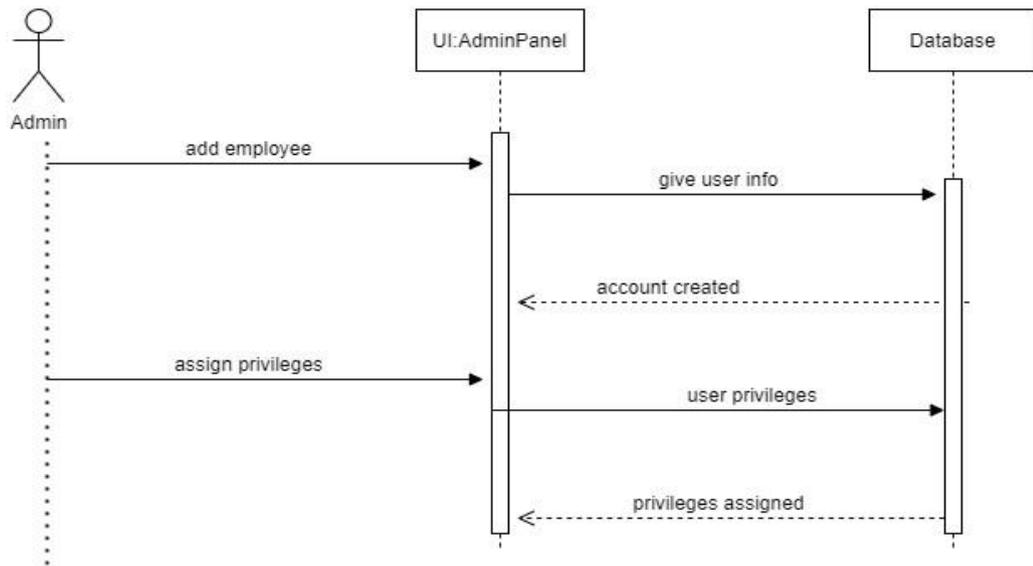 UI:AdminPanel
Database
Admin
add employee
give user info
account created
assign privileges
user privileges
privileges assigned